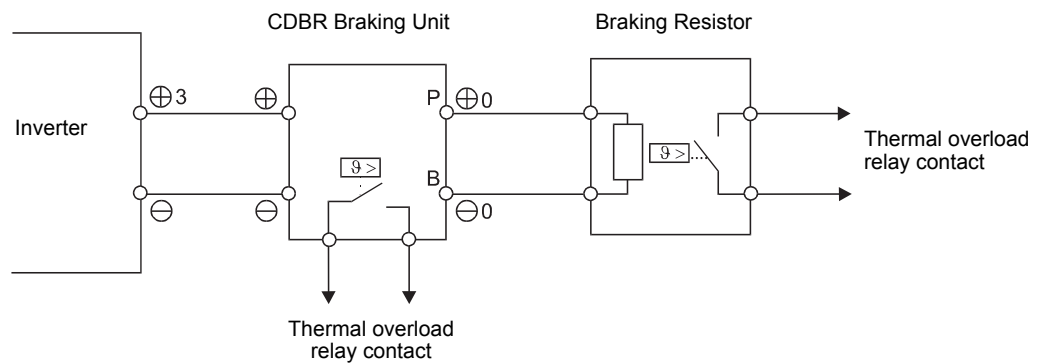 CDBR Braking Unit
Braking Resistor
Inverter
⊕3
⊕
P
⊕0
ϑ >
ϑ >
B
⊖
⊖
⊖0
Thermal overload
relay contact
Thermal overload
relay contact